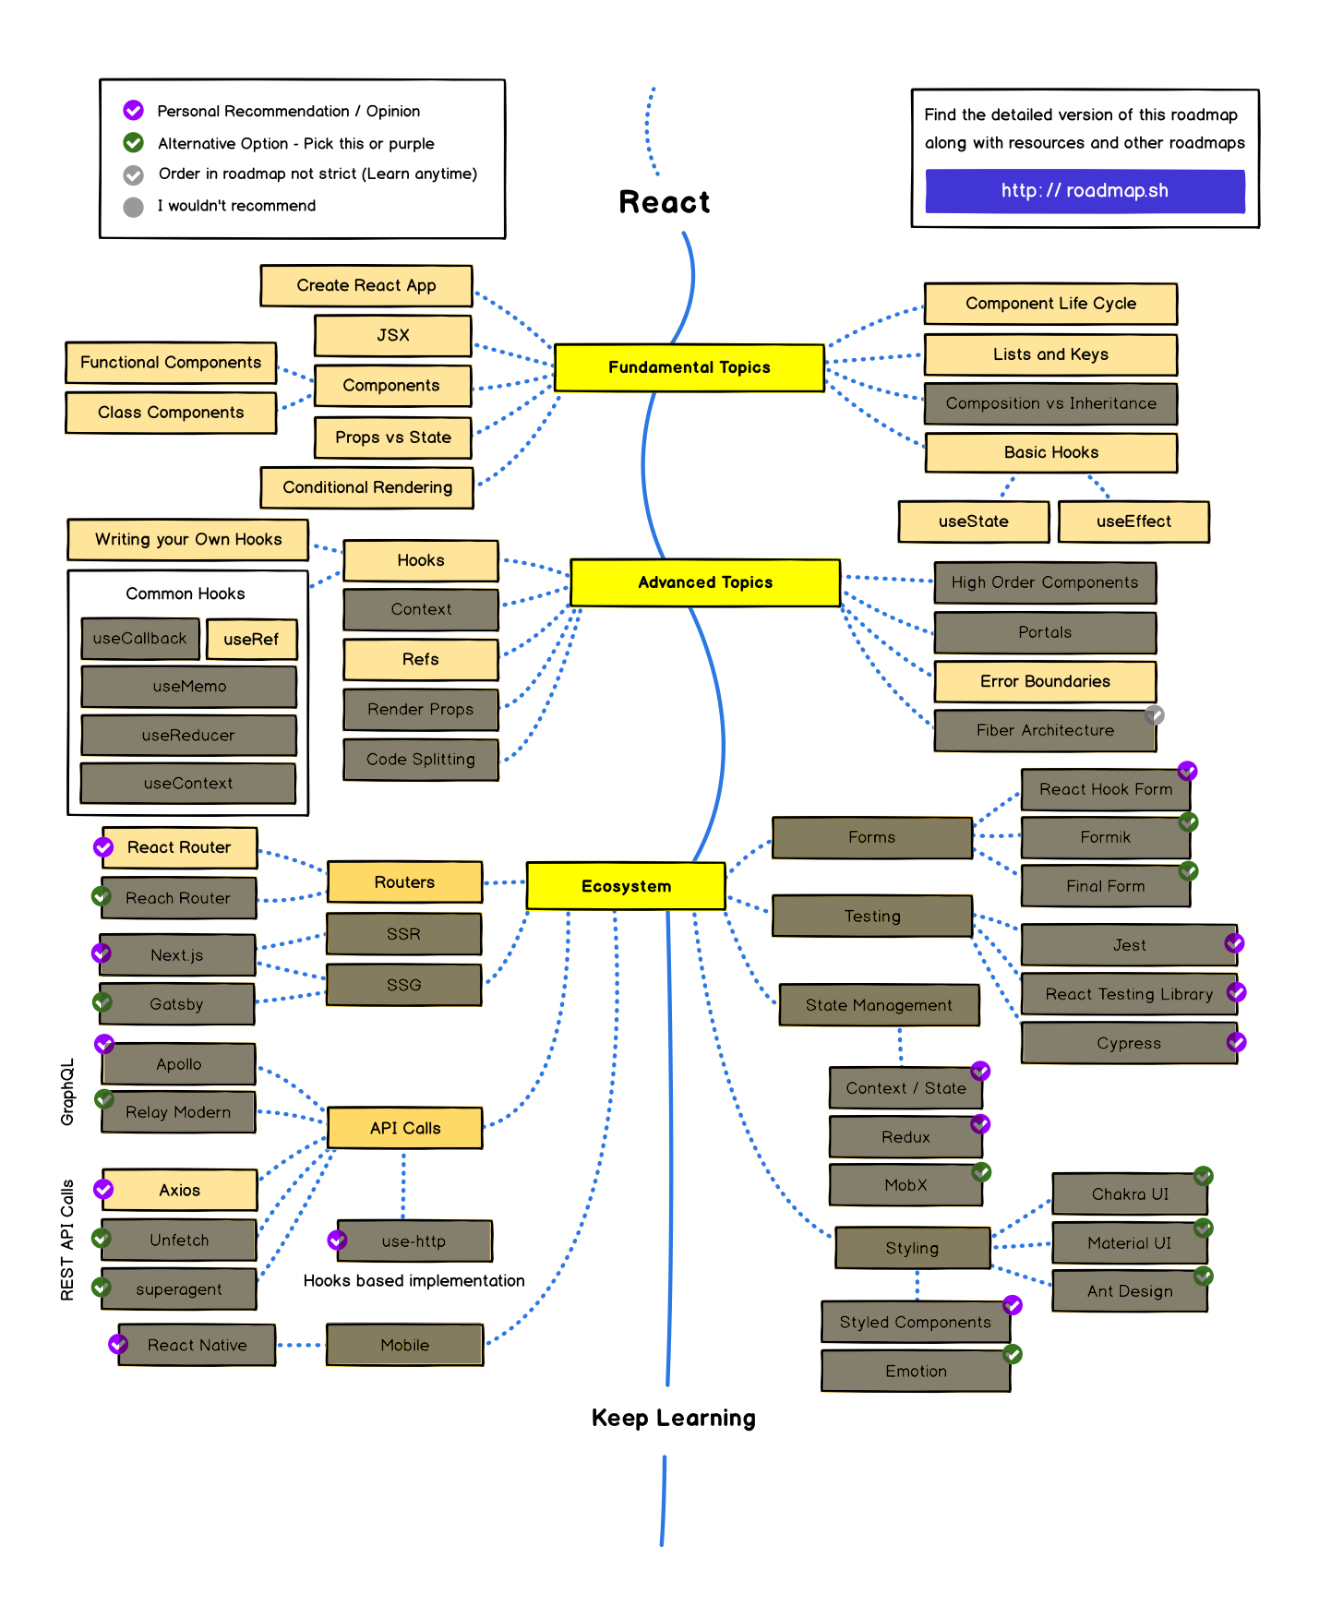 Personal Recommendation / Opinion
Alternative Option - Pick this or purple
Order in roadmap not strict (Learn anytime)
I wouldn't recommend
Find the detailed version of this roadmap
along with resources and other roadmaps
http: // roadmap.sh
React
Create React App
JSX
Functional Components
Components
Class Components
Props vs State
Conditional Rendering
Fundamental Topics
Component Life Cycle
Lists and Keys
Composition vs Inheritance
Basic Hooks
useState
useEffect
Writing your Own Hooks
Common Hooks
useCallback
useRef
useMemo
useReducer
useContext
Hooks
Context
Refs
Render Props
Code Splitting
Advanced Topics
High Order Components
Portals
Error Boundaries
Fiber Architecture
React Router
Reach Router
Routers
SSR
SSG
Next.js
Gatsby
Ecosystem
Forms
React Hook Form
Formik
Final Form
Testing
Jest
React Testing Library
Cypress
State Management
Context / State
Redux
MobX
GraphQL
Apollo
Relay Modern
API Calls
REST API Calls
Axios
Unfetch
superagent
use-http
Hooks based implementation
React Native
Mobile
Styling
Chakra UI
Material UI
Ant Design
Styled Components
Emotion
Keep Learning